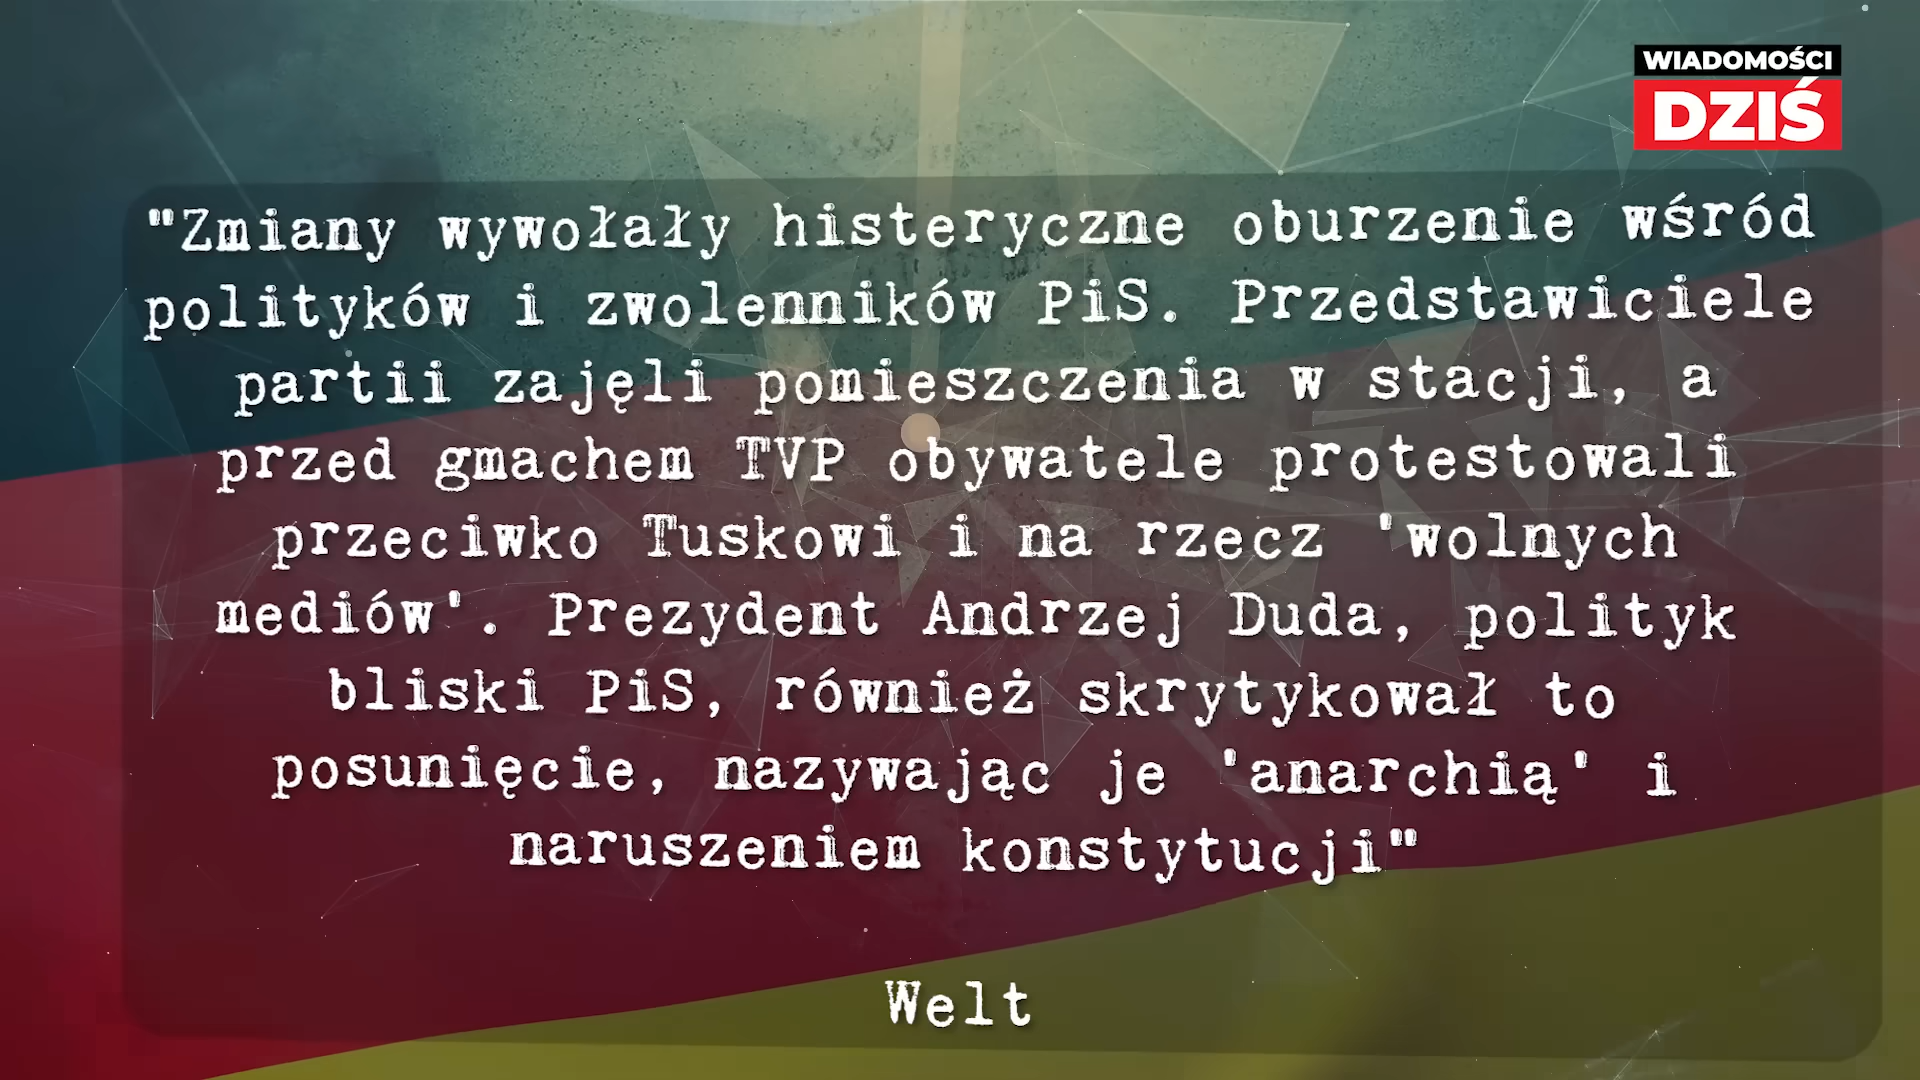 WIADOMOŚCI
DZIŚ
"Zmiany wywołały histeryczne oburzenie wśród
polityków i zwolenników PiS. Przedstawiciele
partii zajęli pomieszczenia w stacji, a
przed gmachem TVP obywatele protestowali
przeciwko Tuskowi i na rzecz 'wolnych
mediów'. Prezydent Andrzej Duda, polityk
bliski PiS, również skrytykował to
posunięcie, nazywając je 'anarchią' i
naruszeniem konstytucji"
Welt